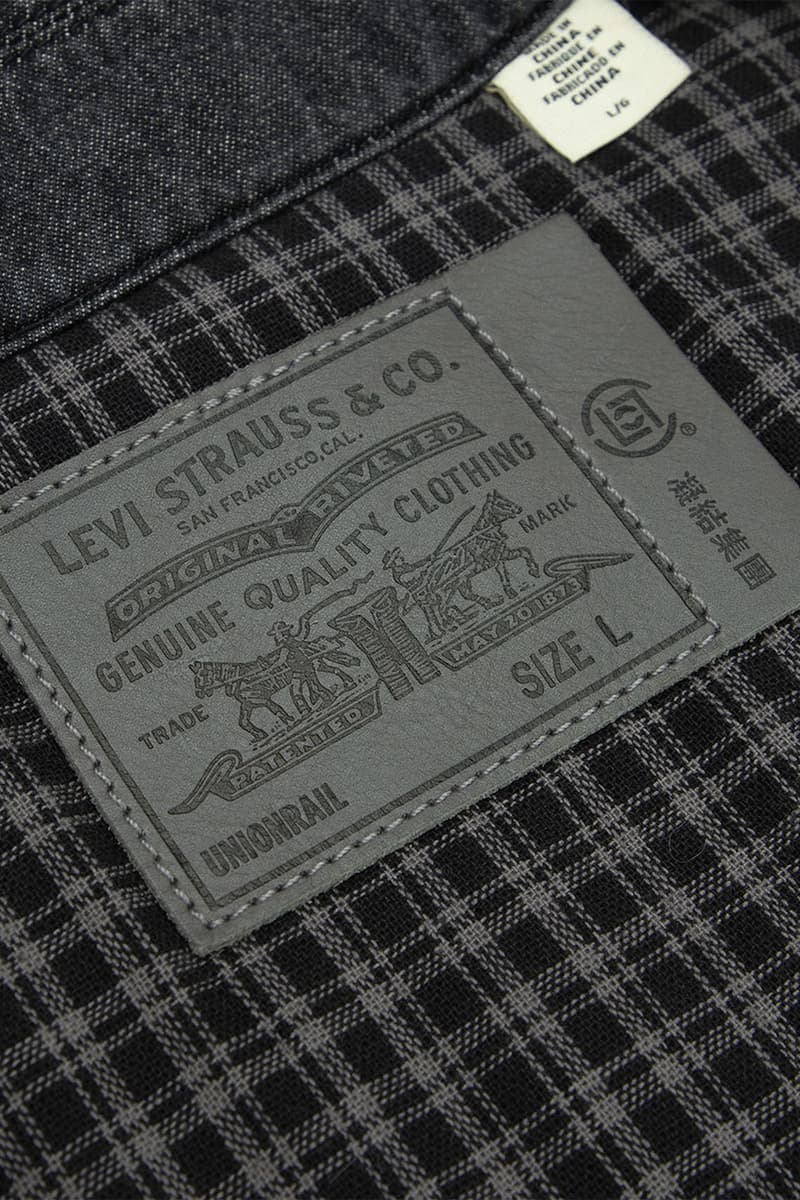 MADE IN
CHINA
FABRIQUE EN
CHINE
FABRICADO EN
CHINA
L/G
LEVI STRAUSS & CO.
SAN FRANCISCO, CAL.
ORIGINAL RIVETED
GENUINE QUALITY CLOTHING
TRADE MARK
PATENTED MAY 20 1873
SIZE L
UNIONRAIL
®
凝結集團